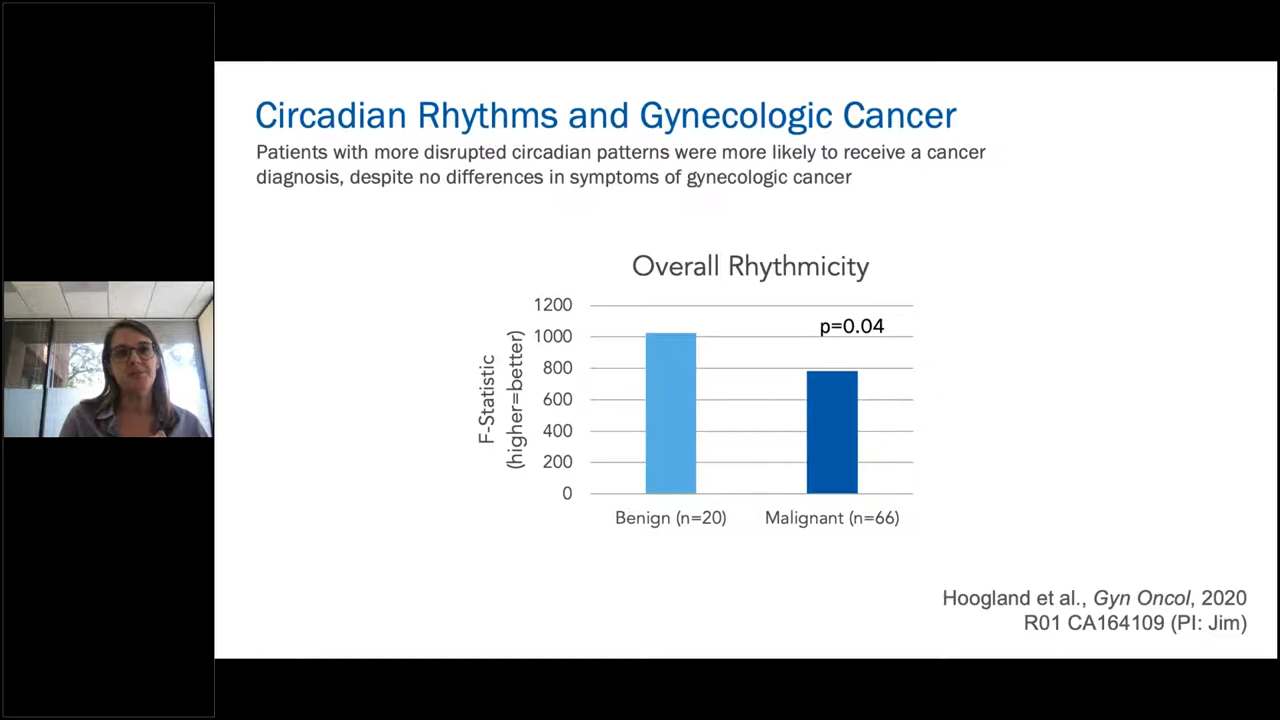 Circadian Rhythms and Gynecologic Cancer
Patients with more disrupted circadian patterns were more likely to receive a cancer
diagnosis, despite no differences in symptoms of gynecologic cancer
Overall Rhythmicity
F-Statistic
(higher=better)
1200
1000
800
600
400
200
0
p=0.04
Benign (n=20)
Malignant (n=66)
Hoogland et al., Gyn Oncol, 2020
R01 CA164109 (PI: Jim)